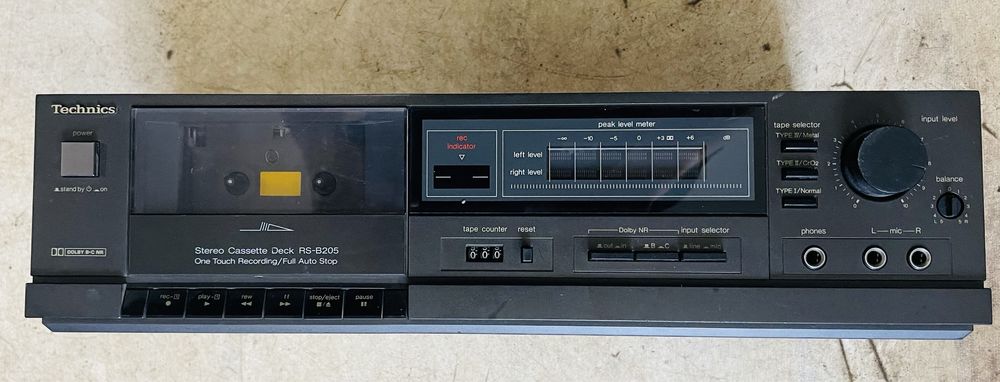 Technics
power
stand by on
DOLBY B-C NR
Stereo Cassette Deck RS-B205
One Touch Recording/Full Auto Stop
rec play rew stop/eject pause
rec
indicator
peak level meter
-∞ -10 -5 0 +3 +6 dB
left level
right level
tape counter reset
000
Dolby NR input selector
out in B C line mic
tape selector
TYPE IV/Metal
TYPE II/CrO2
TYPE I/Normal
input level
balance
phones L—mic—R